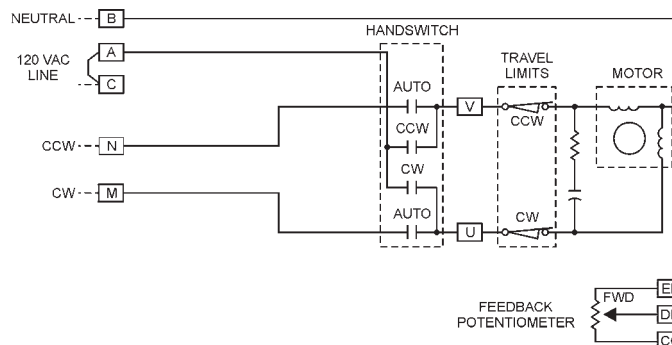 NEUTRAL B
HANDSWITCH
120 VAC
LINE
A
C
TRAVEL
LIMITS
MOTOR
AUTO
V
CCW
CCW
CCW N
CW
CW M
AUTO
U
CW
FEEDBACK
POTENTIOMETER
FWD